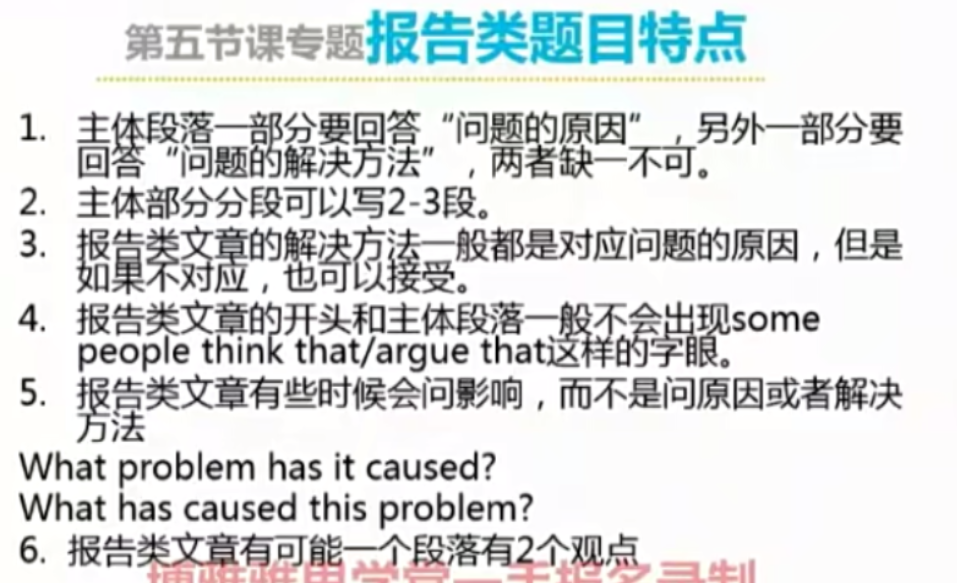 第五节课专题报告类题目特点
1. 主体段落一部分要回答“问题的原因”，另外一部分要
回答“问题的解决方法”，两者缺一不可。
2. 主体部分分段可以写2-3段。
3. 报告类文章的解决方法一般都是对应问题的原因，但是
如果不对应，也可以接受。
4. 报告类文章的开头和主体段落一般不会出现some
people think that/argue that这样的字眼。
5. 报告类文章有些时候会问影响，而不是问原因或者解决
方法
What problem has it caused?
What has caused this problem?
6. 报告类文章有可能一个段落有2个观点